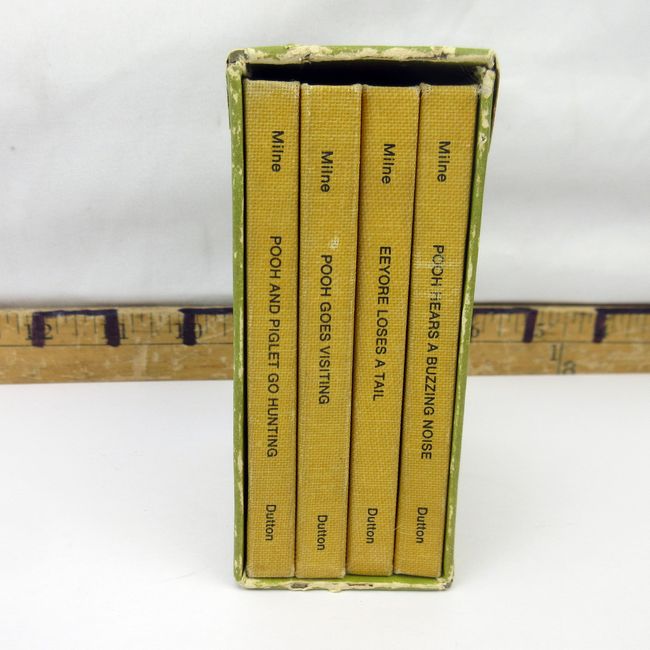 Milne POOH AND PIGLET GO HUNTING Dutton
Milne POOH GOES VISITING Dutton
Milne EEYORE LOSES A TAIL Dutton
Milne POOH HEARS A BUZZING NOISE Dutton